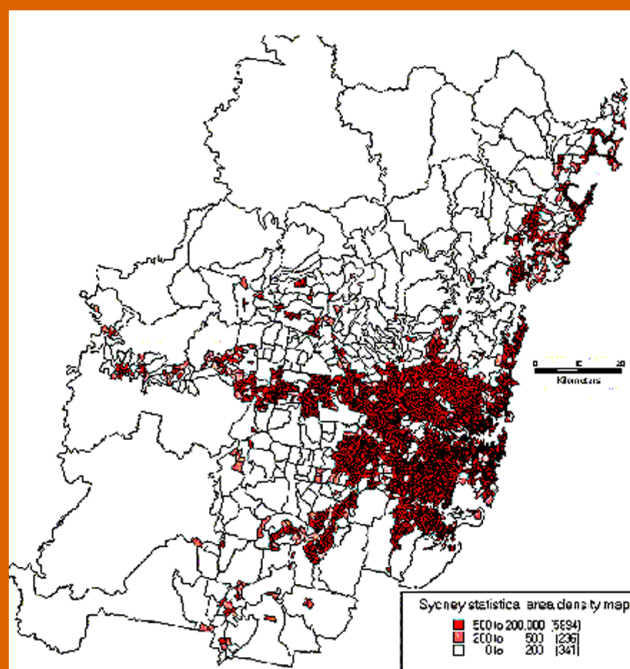 0 10 20
Kilometers
Sydney statistical area density map
500 to 200,000 [5894]
200 to 500 [236]
0 to 200 [341]